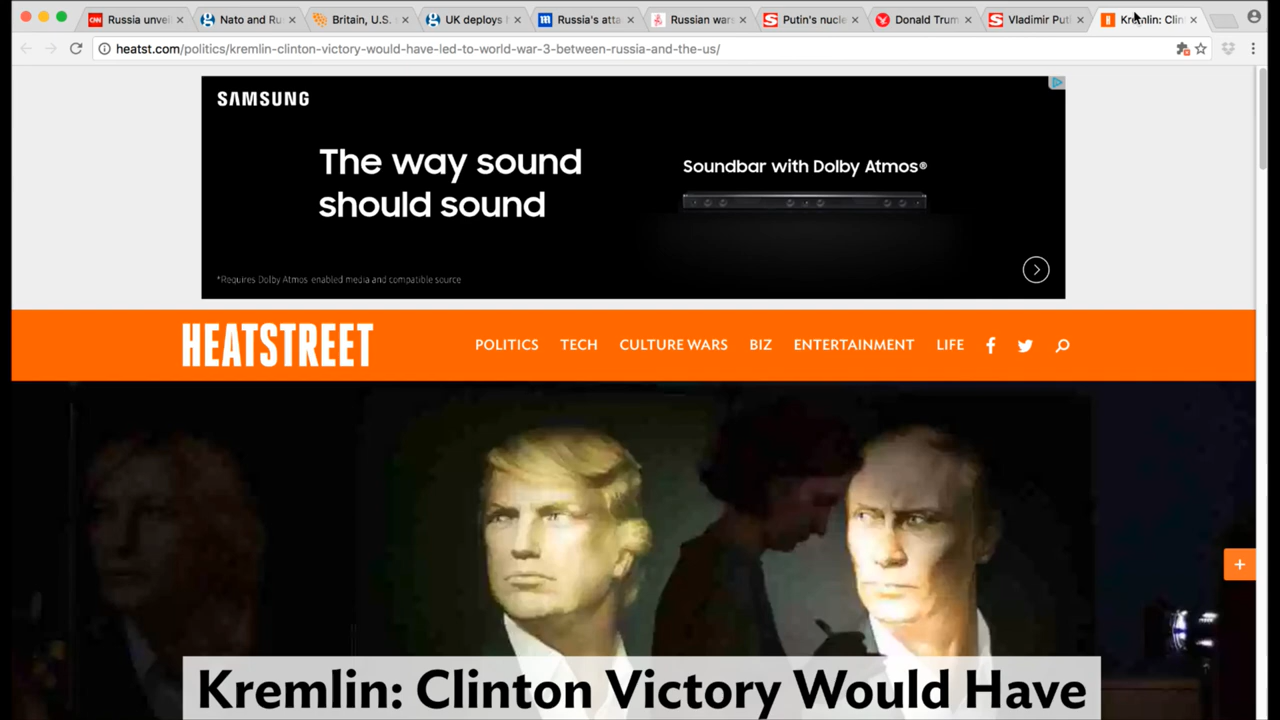 Russia unvei
Nato and Ru
Britain, U.S.
UK deploys
Russia's atta
Russian wars
Putin's nucle
Donald Trum
Vladimir Puti
Kremlin: Clin
heatst.com/politics/kremlin-clinton-victory-would-have-led-to-world-war-3-between-russia-and-the-us/
SAMSUNG
The way sound
should sound
Soundbar with Dolby Atmos®
*Requires Dolby Atmos enabled media and compatible source
HEATSTREET
POLITICS TECH CULTURE WARS BIZ ENTERTAINMENT LIFE
Kremlin: Clinton Victory Would Have